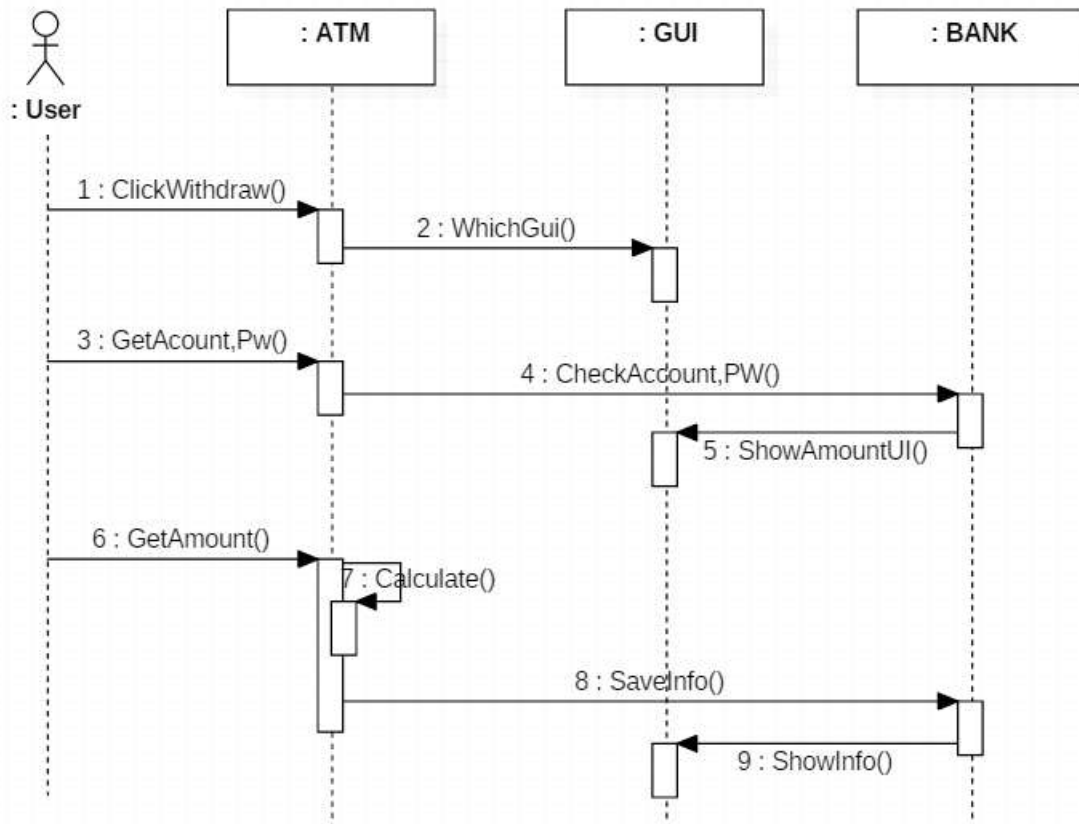 : ATM
: GUI
: BANK
: User
1 : ClickWithdraw()
2 : WhichGui()
3 : GetAcount,Pw()
4 : CheckAccount,PW()
5 : ShowAmountUI()
6 : GetAmount()
7 : Calculate()
8 : SaveInfo()
9 : ShowInfo()